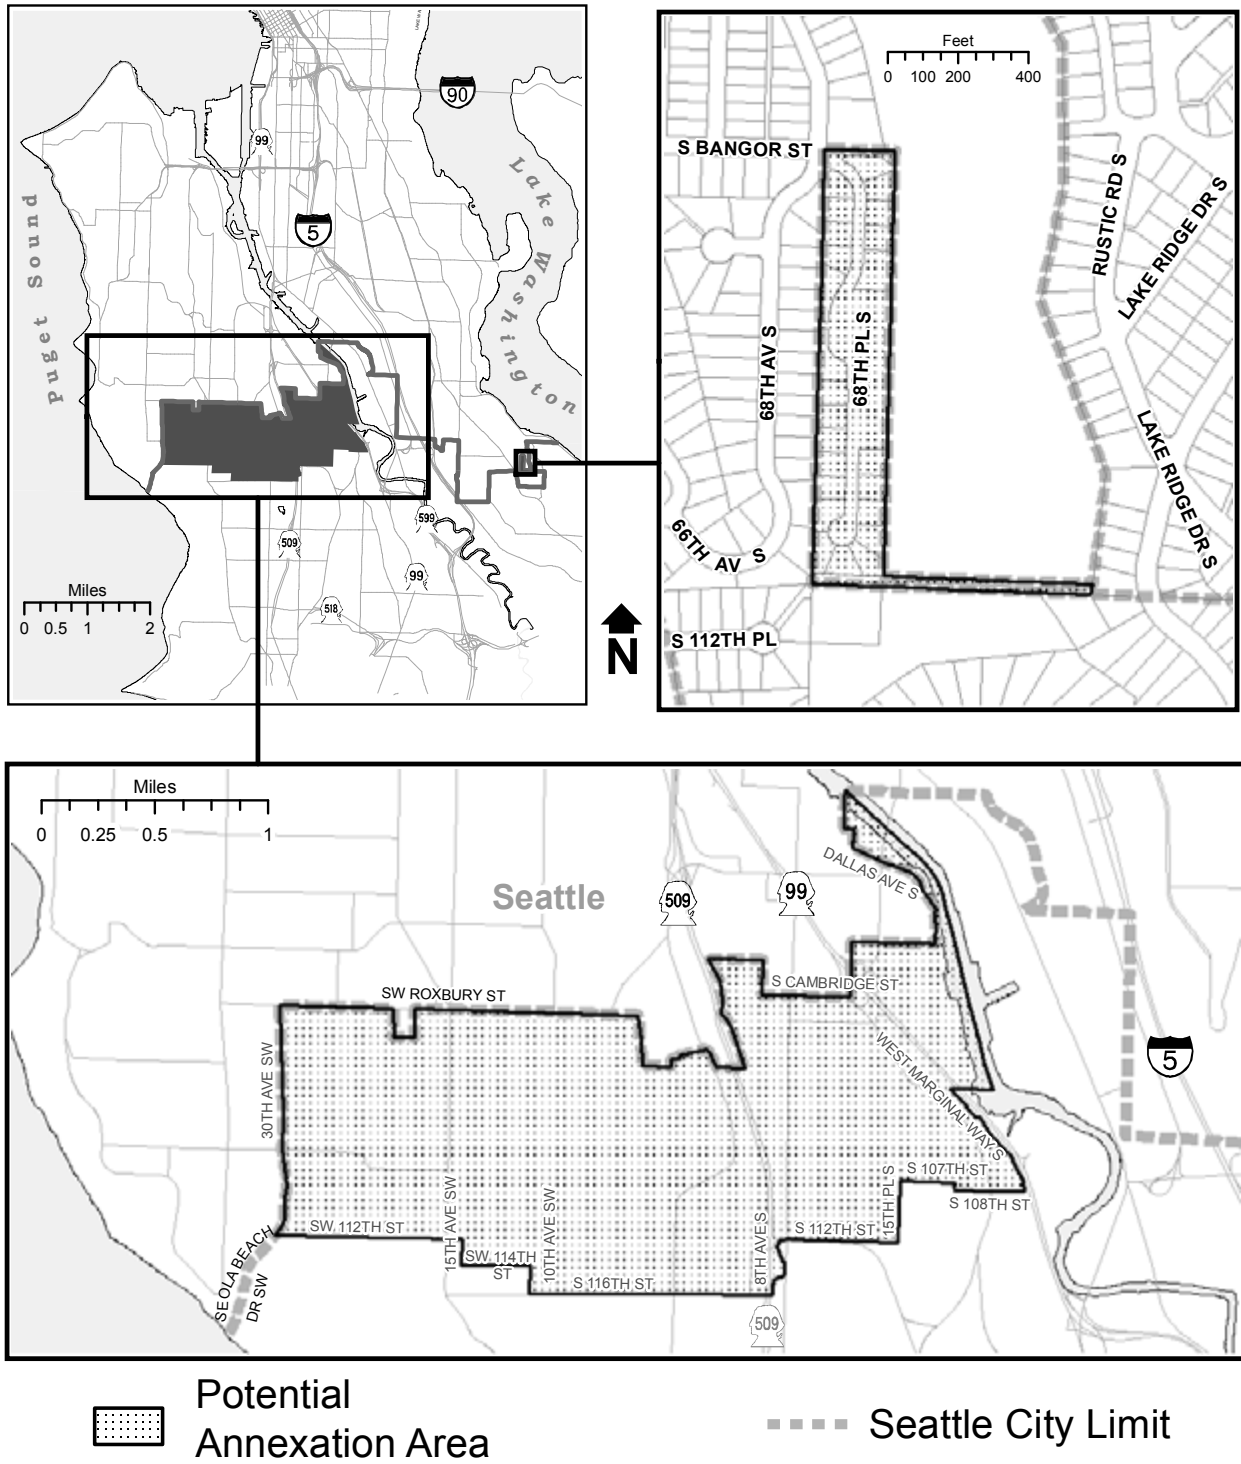 90
99
5
Puget Sound
Lake Washington
599
509
99
518
Miles
0 0.5 1 2
N
Feet
0 100 200 400
S BANGOR ST
RUSTIC RD S
LAKE RIDGE DR S
68TH AV S
68TH PL S
LAKE RIDGE DR S
66TH AV S
S 112TH PL
Miles
0 0.25 0.5 1
Seattle
509
99
DALLAS AVE S
S CAMBRIDGE ST
SW ROXBURY ST
30TH AVE SW
WEST MARGINAL WAY S
5
S 107TH ST
S 108TH ST
15TH PL S
S 112TH ST
8TH AVE S
SW 112TH ST
15TH AVE SW
SW 114TH
ST
10TH AVE SW
S 116TH ST
SEOLA BEACH
DR SW
509
Potential
Annexation Area
Seattle City Limit